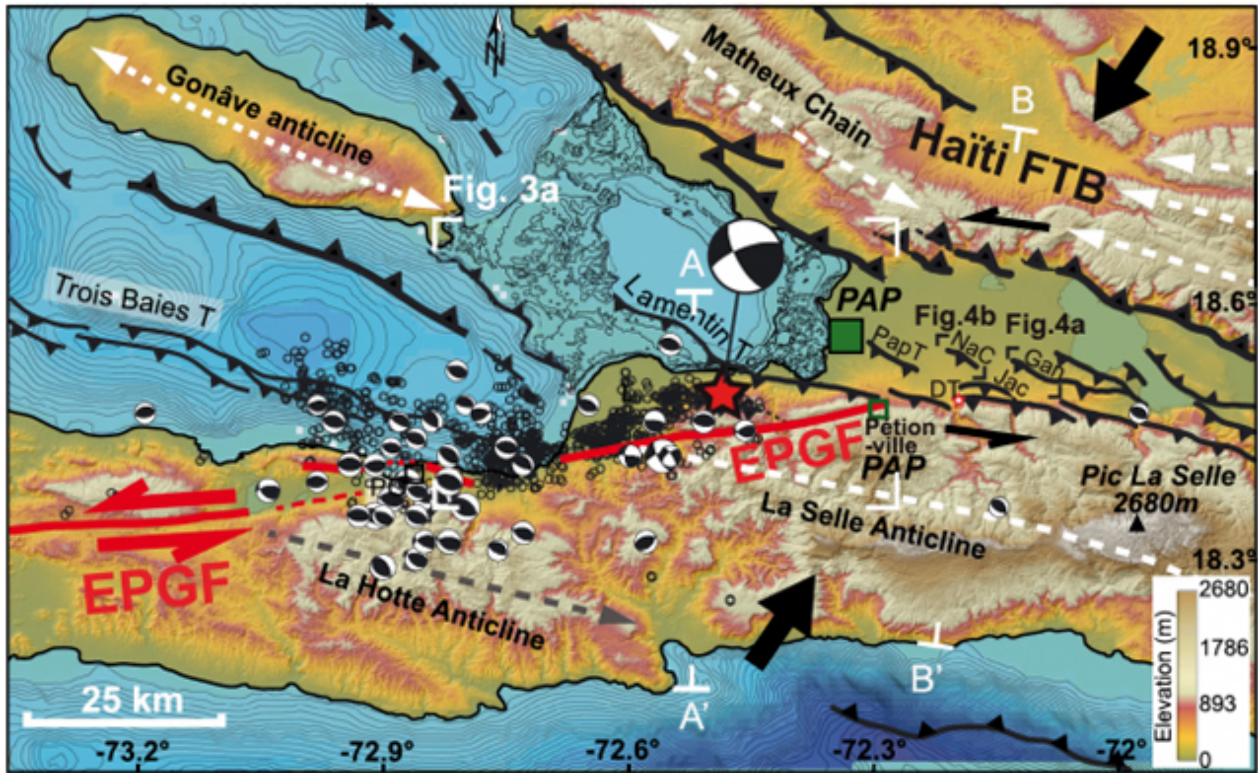 N
18.9°
Matheux Chain
B
Gonâve anticline
Haïti FTB
Fig. 3a
A
Lamentin T
Trois Baies T
PAP
18.6°
Fig.4b
Fig.4a
PapT
NaC
Gan
Jac
DT
EPGF
Pétion
-ville
PAP
Pic La Selle
2680m
La Selle Anticline
EPGF
La Hotte Anticline
18.3°
2680
1786
893
0
Elevation (m)
25 km
A'
B'
-73.2°
-72.9°
-72.6°
-72.3°
-72°